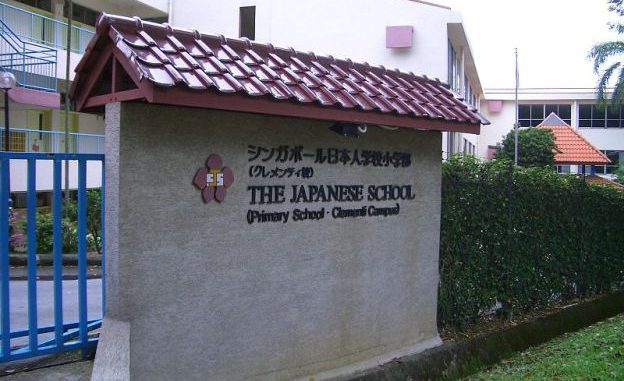 シンガポール日本人学校小学部
(クレメンティ校)
THE JAPANESE SCHOOL
(Primary School · Clementi Campus)